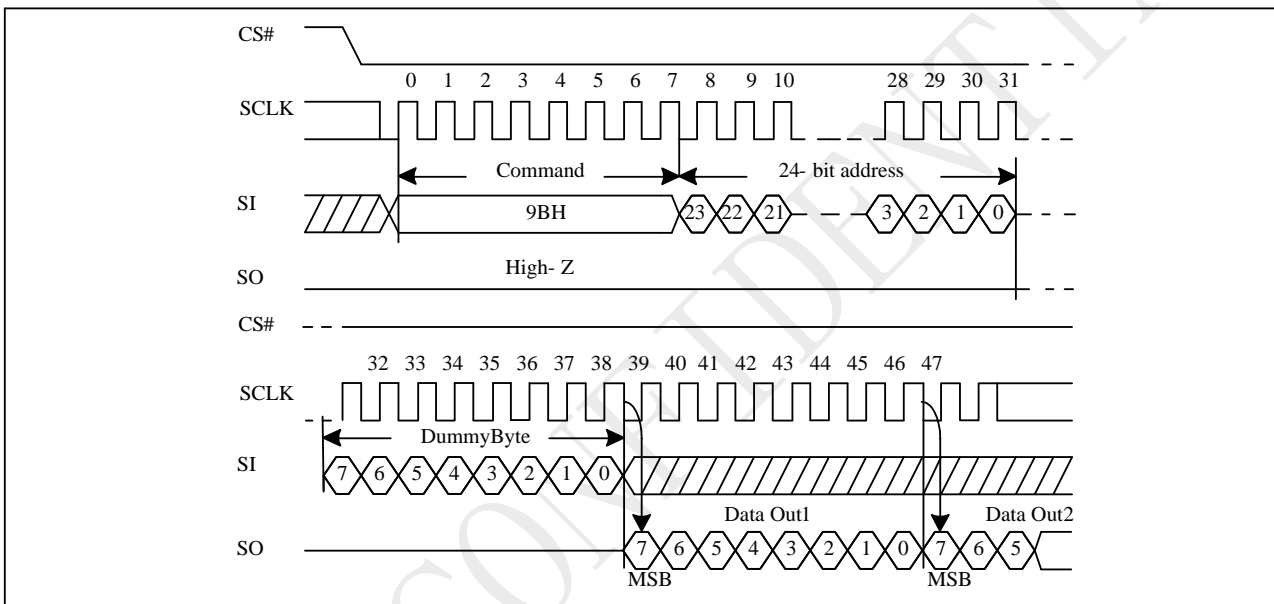 CS#
0 1 2 3 4 5 6 7 8 9 10 28 29 30 31
SCLK
Command 24- bit address
SI 9BH 23 22 21 3 2 1 0
High- Z
SO
CS#
32 33 34 35 36 37 38 39 40 41 42 43 44 45 46 47
SCLK
DummyByte
SI 7 6 5 4 3 2 1 0
Data Out1 Data Out2
SO 7 6 5 4 3 2 1 0 7 6 5
MSB MSB